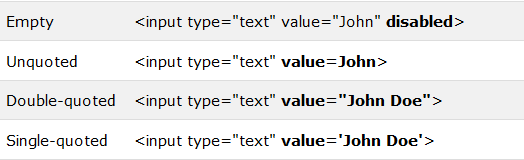 Empty <input type="text" value="John" disabled>
Unquoted <input type="text" value=John>
Double-quoted <input type="text" value="John Doe">
Single-quoted <input type="text" value='John Doe'>